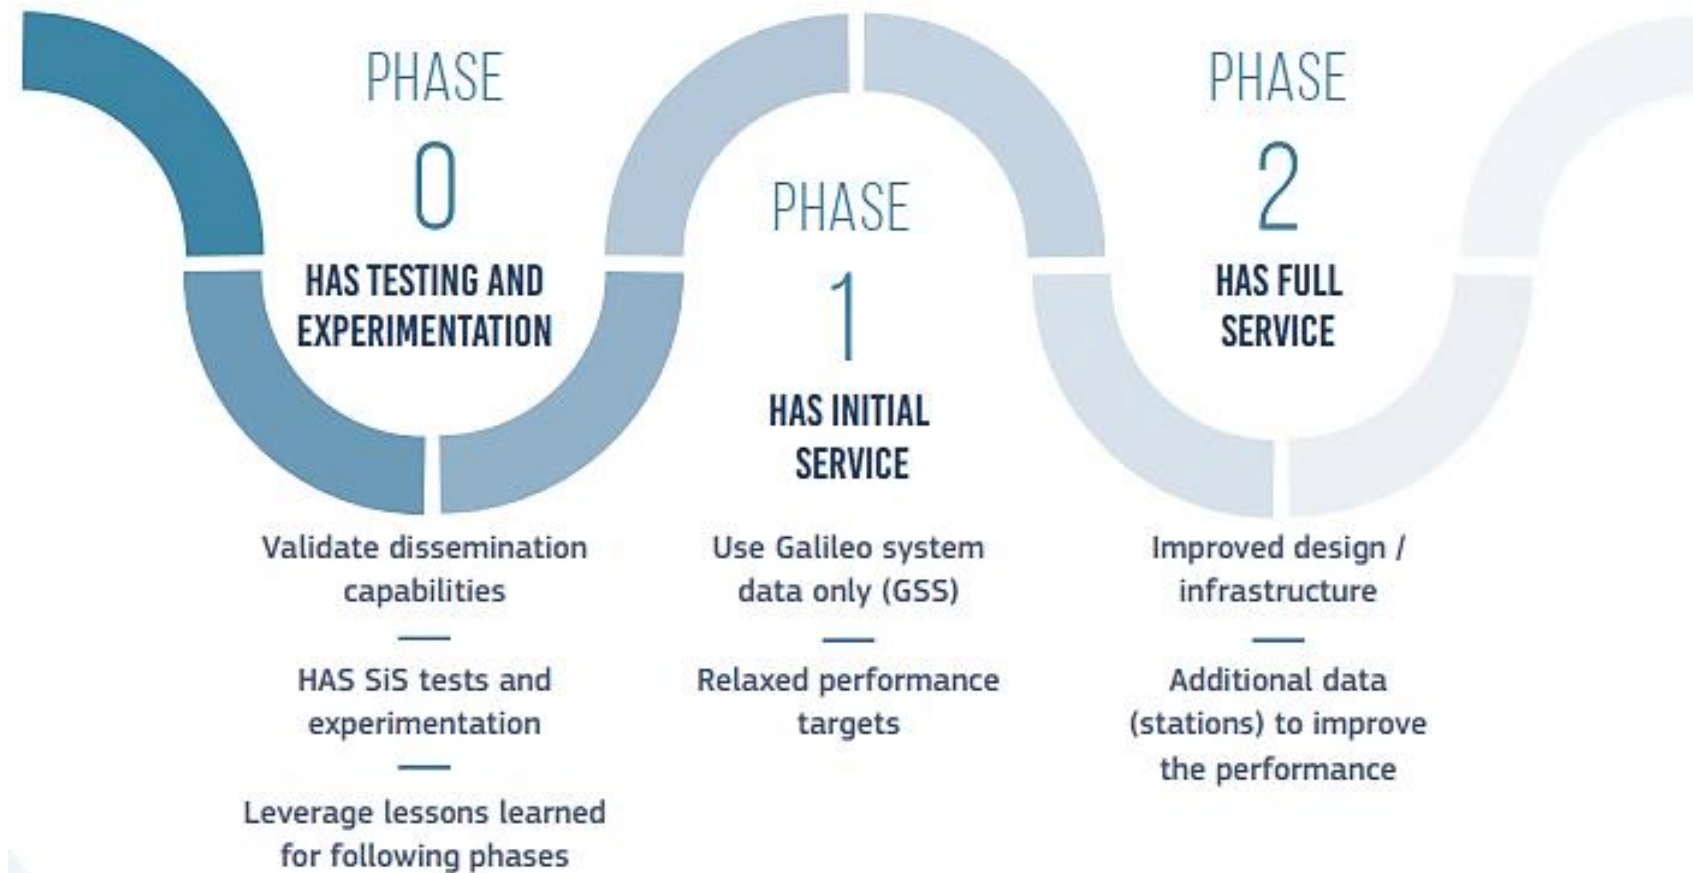 PHASE
0
HAS TESTING AND
EXPERIMENTATION
Validate dissemination
capabilities
HAS SiS tests and
experimentation
Leverage lessons learned
for following phases
PHASE
1
HAS INITIAL
SERVICE
Use Galileo system
data only (GSS)
Relaxed performance
targets
PHASE
2
HAS FULL
SERVICE
Improved design /
infrastructure
Additional data
(stations) to improve
the performance